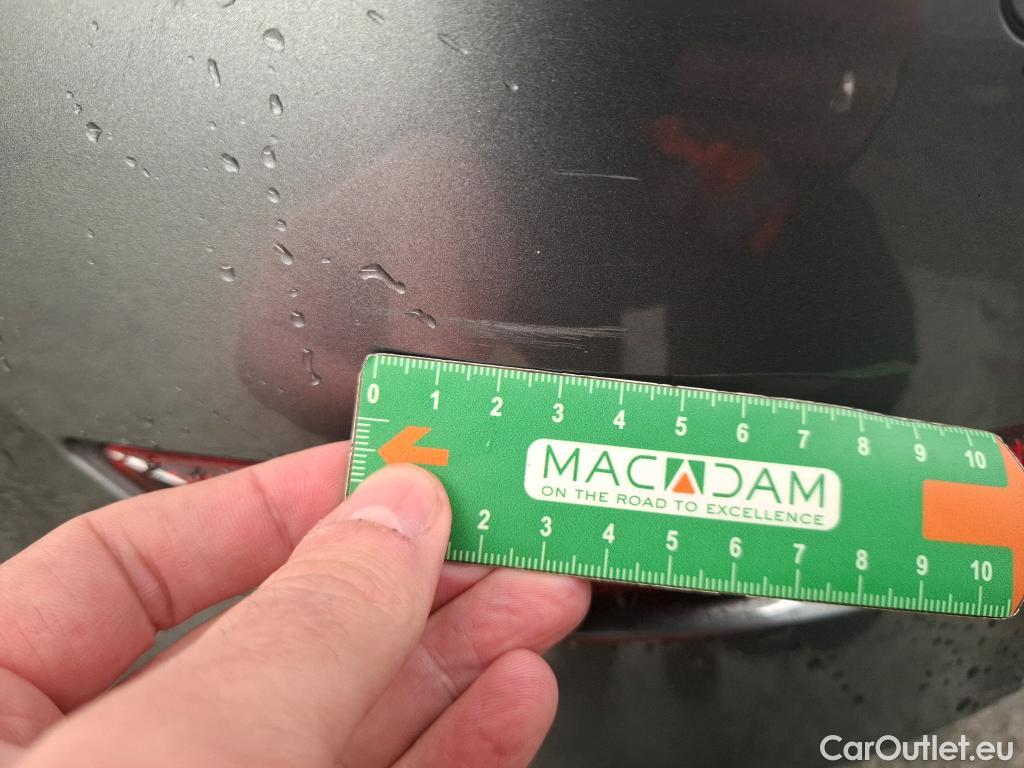 0 1 2 3 4 5 6 7 8 9 10
MACADAM
ON THE ROAD TO EXCELLENCE
2 3 4 5 6 7 8 9 10
CarOutlet.eu